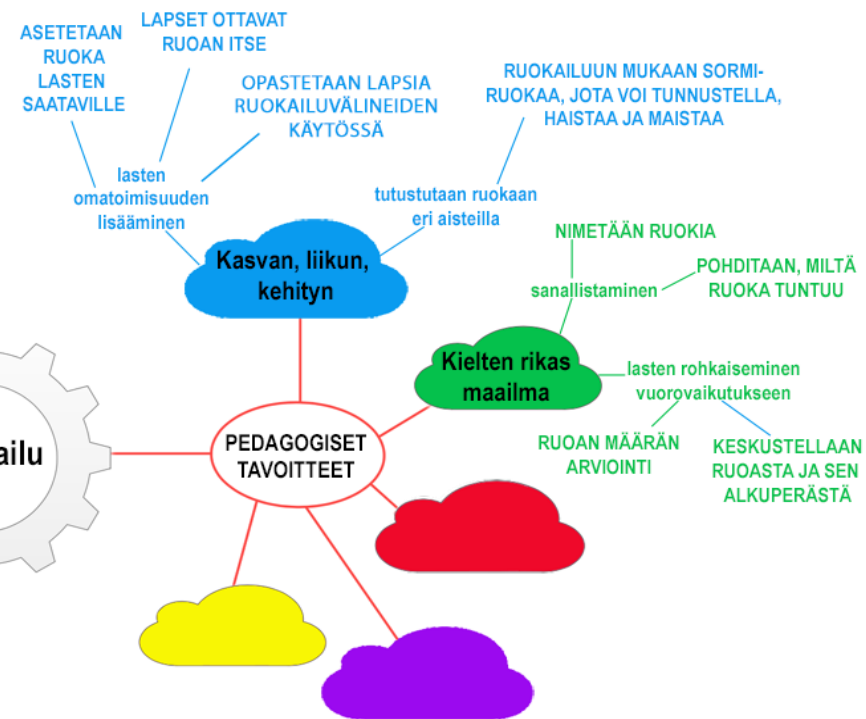 ASETETAAN
RUOKA
LASTEN
SAATAVILLE
LAPSET OTTAVAT
RUOAN ITSE
OPASTETAAN LAPSIA
RUOKAILUVÄLINEIDEN
KÄYTÖSSÄ
RUOKAILUUN MUKAAN SORMI-
RUOKAA, JOTA VOI TUNNUSTELLA,
HAISTAA JA MAISTAA
lasten
omatoimisuuden
lisääminen
tutustutaan ruokaan
eri aisteilla
Kasvan, liikun,
kehityn
NIMETÄÄN RUOKIA
sanallistaminen
POHDITAAN, MILTÄ
RUOKA TUNTUU
Kielten rikas
maailma
lasten rohkaiseminen
vuorovaikutukseen
RUOAN MÄÄRÄN
ARVIOINTI
KESKUSTELLAAN
RUOASTA JA SEN
ALKUPERÄSTÄ
ailu
PEDAGOGISET
TAVOITTEET